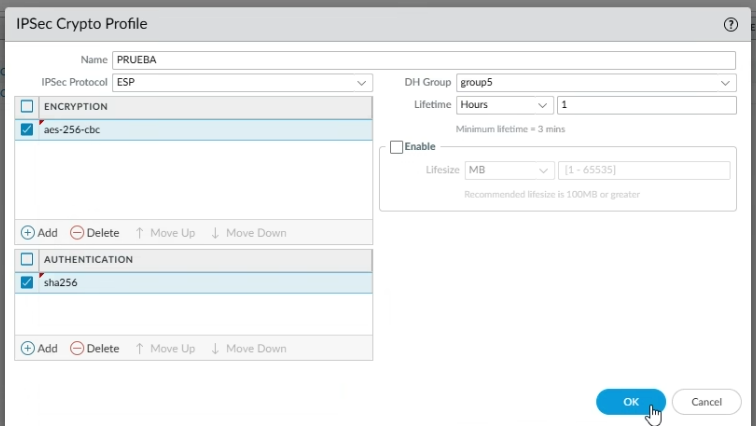 IPSec Crypto Profile
Name PRUEBA
IPSec Protocol ESP
DH Group group5
ENCRYPTION
Lifetime Hours 1
aes-256-cbc
Minimum lifetime = 3 mins
Enable
Lifesize MB [1 - 65535]
Recommended lifesize is 100MB or greater
Add Delete Move Up Move Down
AUTHENTICATION
sha256
Add Delete Move Up Move Down
OK Cancel